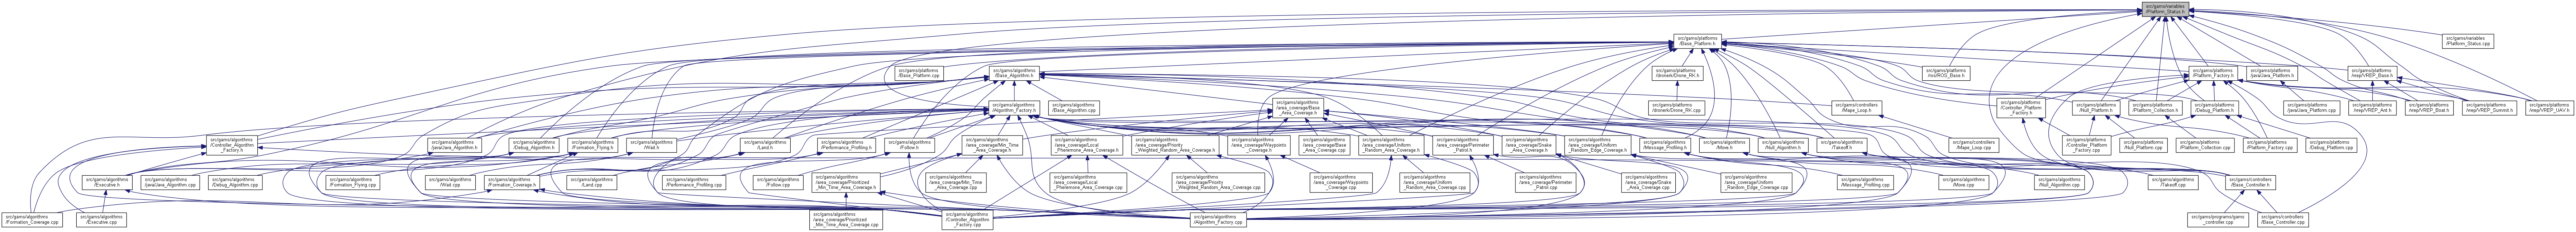 src/gams/variables
/Platform_Status.h
src/gams/platforms
/Base_Platform.h
src/gams/variables
/Platform_Status.cpp
src/gams/platforms
/Base_Platform.cpp
src/gams/algorithms
/Base_Algorithm.h
src/gams/platforms
/dronerk/Drone_RK.h
src/gams/platforms
/ros/ROS_Base.h
src/gams/platforms
/Platform_Factory.h
src/gams/platforms
/java/Java_Platform.h
src/gams/platforms
/vrep/VREP_Base.h
src/gams/algorithms
/Algorithm_Factory.h
src/gams/algorithms
/Base_Algorithm.cpp
src/gams/algorithms
/area_coverage/Base
_Area_Coverage.h
src/gams/platforms
/dronerk/Drone_RK.cpp
src/gams/controllers
/Mape_Loop.h
src/gams/algorithms
/Controller_Platform
_Factory.h
src/gams/platforms
/Null_Platform.h
src/gams/platforms
/Platform_Collection.h
src/gams/platforms
/Debug_Platform.h
src/gams/platforms
/java/Java_Platform.cpp
src/gams/platforms
/vrep/VREP_Ant.h
src/gams/platforms
/vrep/VREP_Boat.h
src/gams/platforms
/vrep/VREP_Summit.h
src/gams/platforms
/vrep/VREP_UAV.h
src/gams/algorithms
/Controller_Algorithm
_Factory.h
src/gams/algorithms
/java/Java_Algorithm.h
src/gams/algorithms
/Debug_Algorithm.h
src/gams/algorithms
/Formation_Flying.h
src/gams/algorithms
/Wait.h
src/gams/algorithms
/Land.h
src/gams/algorithms
/Performance_Profiling.h
src/gams/algorithms
/Follow.h
src/gams/algorithms
/area_coverage/Min_Time
_Area_Coverage.h
src/gams/algorithms
/area_coverage/Local
_Pheremone_Area_Coverage.h
src/gams/algorithms
/area_coverage/Priority
_Weighted_Random_Area_Coverage.h
src/gams/algorithms
/area_coverage/Waypoints
_Coverage.h
src/gams/algorithms
/area_coverage/Base
_Area_Coverage.cpp
src/gams/algorithms
/area_coverage/Uniform
_Random_Area_Coverage.h
src/gams/algorithms
/area_coverage/Perimeter
_Patrol.h
src/gams/algorithms
/area_coverage/Snake
_Area_Coverage.h
src/gams/algorithms
/area_coverage/Uniform
_Random_Edge_Coverage.h
src/gams/algorithms
/Message_Profiling.h
src/gams/algorithms
/Move.h
src/gams/algorithms
/Null_Algorithm.h
src/gams/algorithms
/Takeoff.h
src/gams/controllers
/Mape_Loop.cpp
src/gams/platforms
/Controller_Platform
_Factory.cpp
src/gams/platforms
/Null_Platform.cpp
src/gams/platforms
/Platform_Collection.cpp
src/gams/platforms
/Platform_Factory.cpp
src/gams/platforms
/Debug_Platform.cpp
src/gams/algorithms
/Executive.h
src/gams/algorithms
/java/Java_Algorithm.cpp
src/gams/algorithms
/Debug_Algorithm.cpp
src/gams/algorithms
/Formation_Flying.cpp
src/gams/algorithms
/Wait.cpp
src/gams/algorithms
/Formation_Coverage.h
src/gams/algorithms
/Land.cpp
src/gams/algorithms
/Performance_Profiling.cpp
src/gams/algorithms
/Follow.cpp
src/gams/algorithms
/area_coverage/Prioritized
_Min_Time_Area_Coverage.h
src/gams/algorithms
/area_coverage/Min_Time
_Area_Coverage.cpp
src/gams/algorithms
/area_coverage/Local
_Pheremone_Area_Coverage.cpp
src/gams/algorithms
/area_coverage/Priority
_Weighted_Random_Area_Coverage.cpp
src/gams/algorithms
/area_coverage/Waypoints
_Coverage.cpp
src/gams/algorithms
/area_coverage/Uniform
_Random_Area_Coverage.cpp
src/gams/algorithms
/area_coverage/Perimeter
_Patrol.cpp
src/gams/algorithms
/area_coverage/Snake
_Area_Coverage.cpp
src/gams/algorithms
/area_coverage/Uniform
_Random_Edge_Coverage.cpp
src/gams/algorithms
/Message_Profiling.cpp
src/gams/algorithms
/Move.cpp
src/gams/algorithms
/Null_Algorithm.cpp
src/gams/algorithms
/Takeoff.cpp
src/gams/controllers
/Base_Controller.h
src/gams/algorithms
/Formation_Coverage.cpp
src/gams/algorithms
/Executive.cpp
src/gams/algorithms
/area_coverage/Prioritized
_Min_Time_Area_Coverage.cpp
src/gams/algorithms
/Controller_Algorithm
_Factory.cpp
src/gams/algorithms
/Algorithm_Factory.cpp
src/gams/programs/gams
_controller.cpp
src/gams/controllers
/Base_Controller.cpp